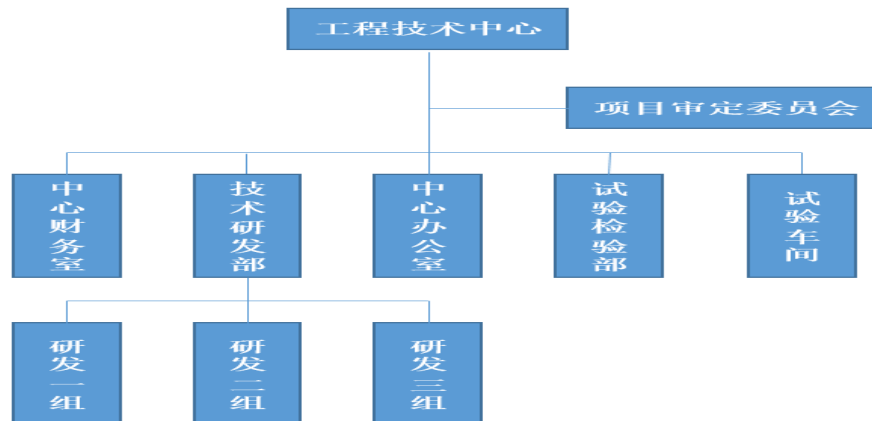 工程技术中心
项目审定委员会
中心财务室
技术研发部
中心办公室
试验检验部
试验车间
研发一组
研发二组
研发三组